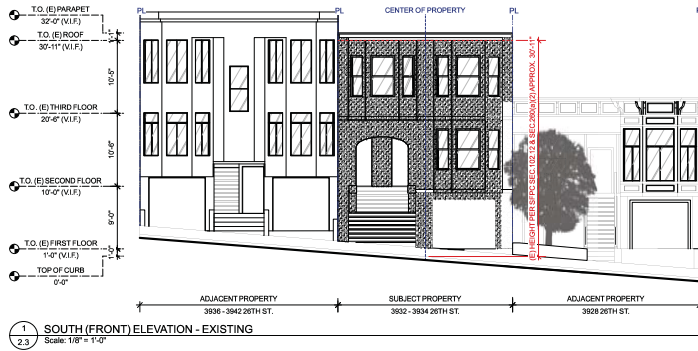 T.O. (E) PARAPET
32'-0" (V.I.F.)
T.O. (E) ROOF
30'-11" (V.I.F.)
T.O. (E) THIRD FLOOR
20'-6" (V.I.F.)
T.O. (E) SECOND FLOOR
10'-0" (V.I.F.)
T.O. (E) FIRST FLOOR
1'-0" (V.I.F.)
TOP OF CURB
0'-0"
1'-1"
10'-5"
10'-6"
9'-0"
1'-0"
PL
PL
CENTER OF PROPERTY
PL
(E) HEIGHT PER SFPC SEC.102.12 & SEC.260(a)(2) APPROX. 30'-11"
ADJACENT PROPERTY
3936 - 3942 26TH ST.
SUBJECT PROPERTY
3932 - 3934 26TH ST.
ADJACENT PROPERTY
3928 26TH ST.
1
2.3
SOUTH (FRONT) ELEVATION - EXISTING
Scale: 1/8" = 1'-0"